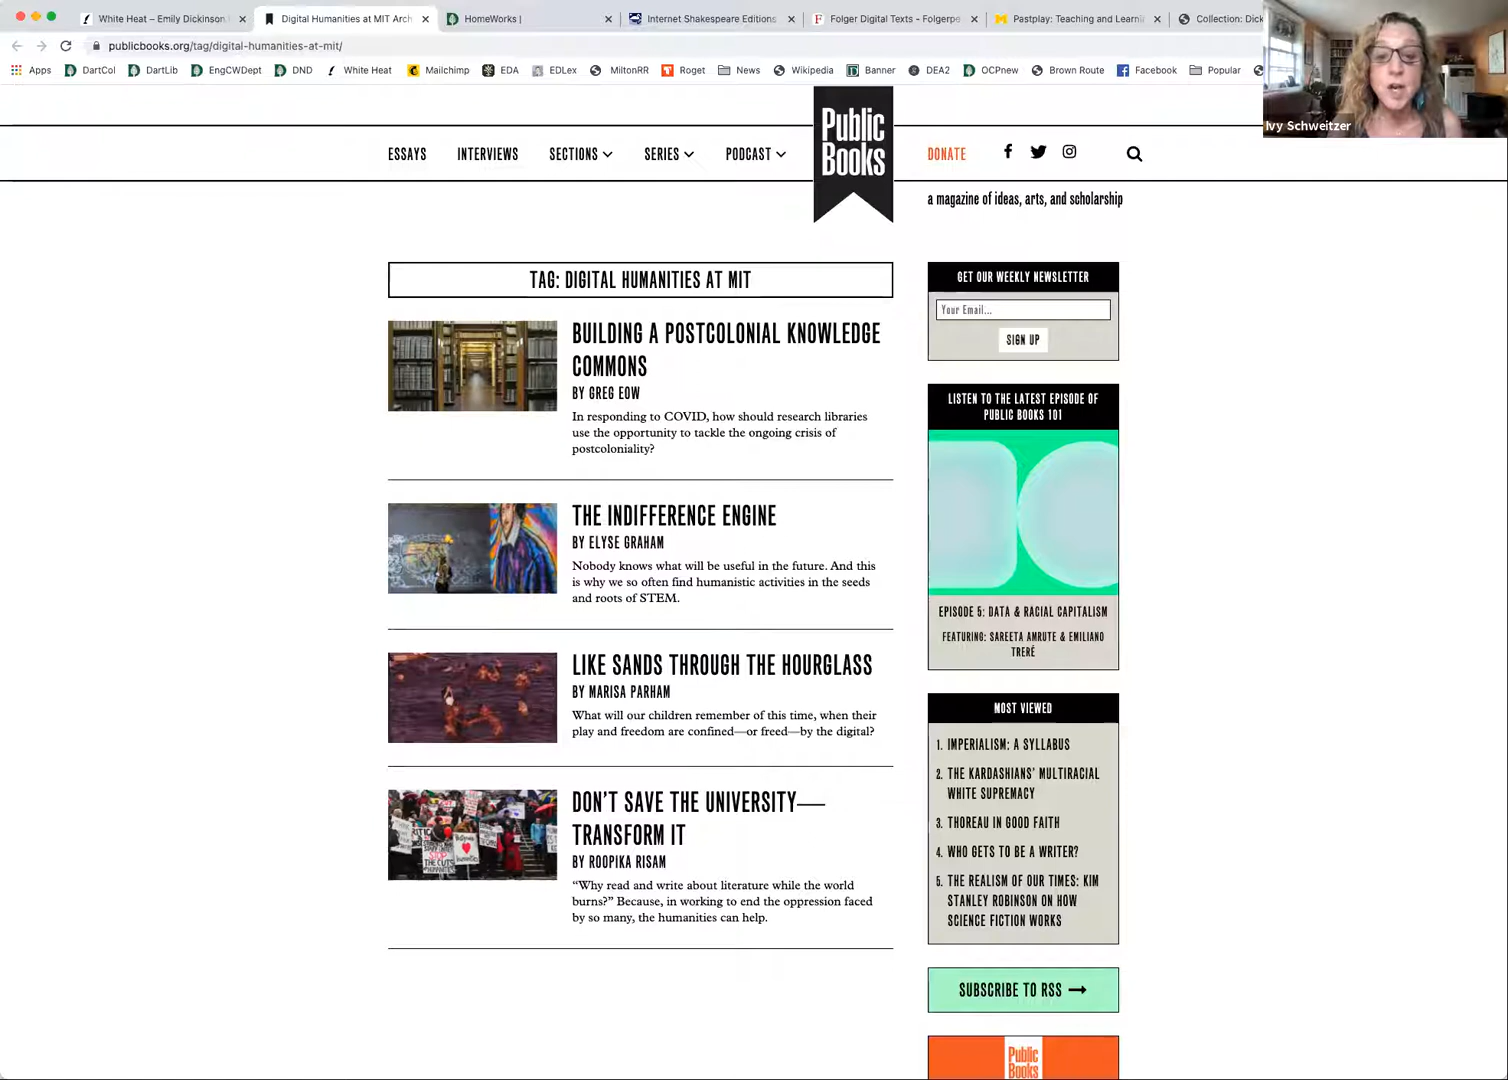 White Heat – Emily Dickinson
Digital Humanities at MIT Arch
HomeWorks |
Internet Shakespeare Editions
Folger Digital Texts - Folgerpe
Pastplay: Teaching and Learni
Collection: Dick
publicbooks.org/tag/digital-humanities-at-mit/
Apps
DartCol
DartLib
EngCWDept
DND
White Heat
Mailchimp
EDA
EDLex
MiltonRR
Roget
News
Wikipedia
Banner
DEA2
OCPnew
Brown Route
Facebook
Popular
Ivy Schweitzer
ESSAYS
INTERVIEWS
SECTIONS
SERIES
PODCAST
Public
Books
DONATE
a magazine of ideas, arts, and scholarship
TAG: DIGITAL HUMANITIES AT MIT
BUILDING A POSTCOLONIAL KNOWLEDGE
COMMONS
BY GREG EOW
In responding to COVID, how should research libraries
use the opportunity to tackle the ongoing crisis of
postcoloniality?
THE INDIFFERENCE ENGINE
BY ELYSE GRAHAM
Nobody knows what will be useful in the future. And this
is why we so often find humanistic activities in the seeds
and roots of STEM.
LIKE SANDS THROUGH THE HOURGLASS
BY MARISA PARHAM
What will our children remember of this time, when their
play and freedom are confined—or freed—by the digital?
DON'T SAVE THE UNIVERSITY—
TRANSFORM IT
BY ROOPIKA RISAM
“Why read and write about literature while the world
burns?” Because, in working to end the oppression faced
by so many, the humanities can help.
GET OUR WEEKLY NEWSLETTER
Your Email...
SIGN UP
LISTEN TO THE LATEST EPISODE OF
PUBLIC BOOKS 101
EPISODE 5: DATA & RACIAL CAPITALISM
FEATURING: SAREETA AMRUTE & EMILIANO
TRERÉ
MOST VIEWED
1. IMPERIALISM: A SYLLABUS
2. THE KARDASHIANS' MULTIRACIAL
WHITE SUPREMACY
3. THOREAU IN GOOD FAITH
4. WHO GETS TO BE A WRITER?
5. THE REALISM OF OUR TIMES: KIM
STANLEY ROBINSON ON HOW
SCIENCE FICTION WORKS
SUBSCRIBE TO RSS
Public
Books